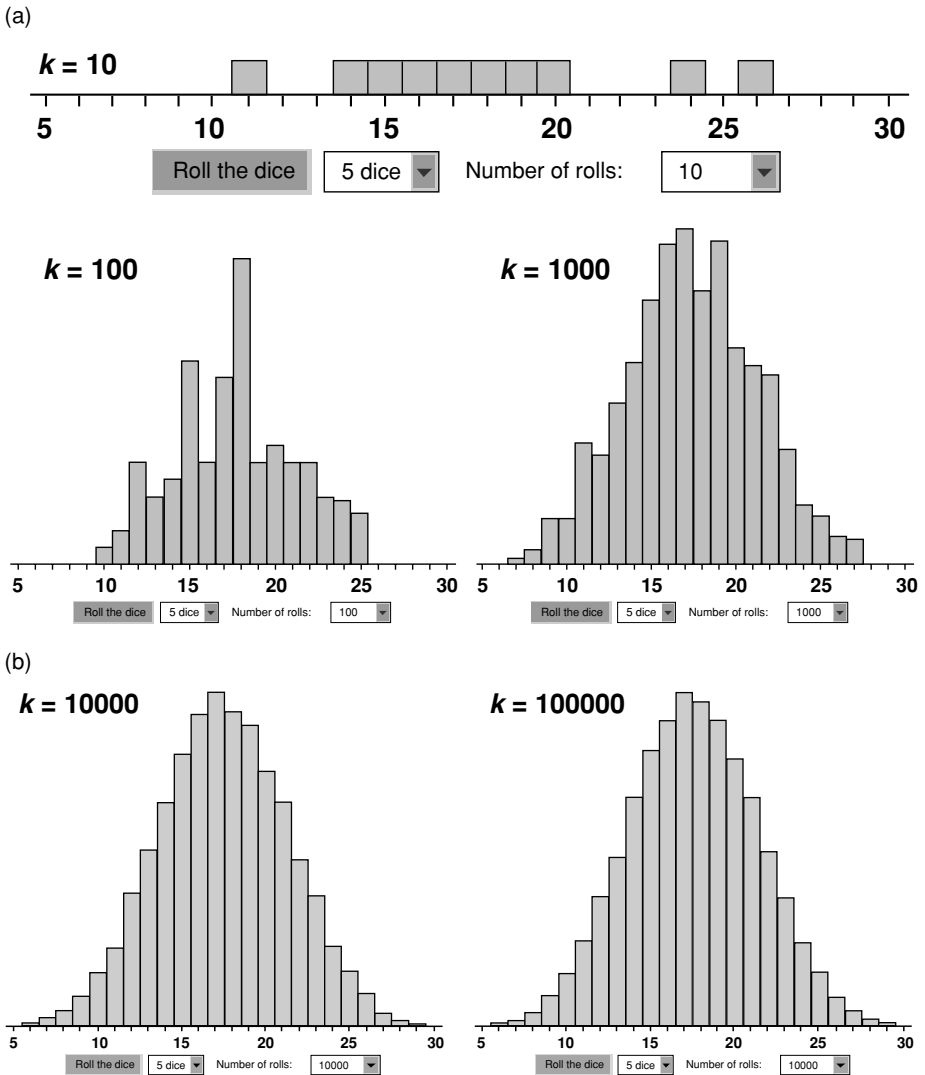 (a)
k = 10
5 10 15 20 25 30
Roll the dice 5 dice Number of rolls: 10
k = 100
5 10 15 20 25 30
Roll the dice 5 dice Number of rolls: 100
k = 1000
5 10 15 20 25 30
Roll the dice 5 dice Number of rolls: 1000
(b)
k = 10000
5 10 15 20 25 30
Roll the dice 5 dice Number of rolls: 10000
k = 100000
5 10 15 20 25 30
Roll the dice 5 dice Number of rolls: 10000